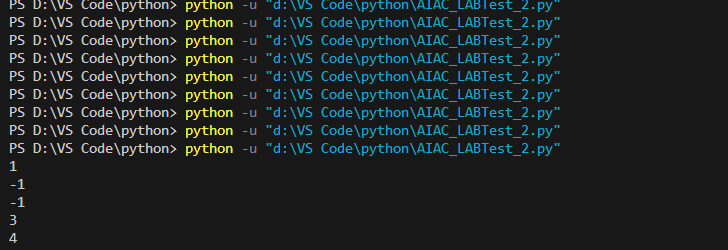 PS D:\VS Code\python> python -u "d:\VS Code\python\AIAC_LABTest_2.py"
PS D:\VS Code\python> python -u "d:\VS Code\python\AIAC_LABTest_2.py"
PS D:\VS Code\python> python -u "d:\VS Code\python\AIAC_LABTest_2.py"
PS D:\VS Code\python> python -u "d:\VS Code\python\AIAC_LABTest_2.py"
PS D:\VS Code\python> python -u "d:\VS Code\python\AIAC_LABTest_2.py"
PS D:\VS Code\python> python -u "d:\VS Code\python\AIAC_LABTest_2.py"
PS D:\VS Code\python> python -u "d:\VS Code\python\AIAC_LABTest_2.py"
PS D:\VS Code\python> python -u "d:\VS Code\python\AIAC_LABTest_2.py"
PS D:\VS Code\python> python -u "d:\VS Code\python\AIAC_LABTest_2.py"
1
-1
-1
3
4